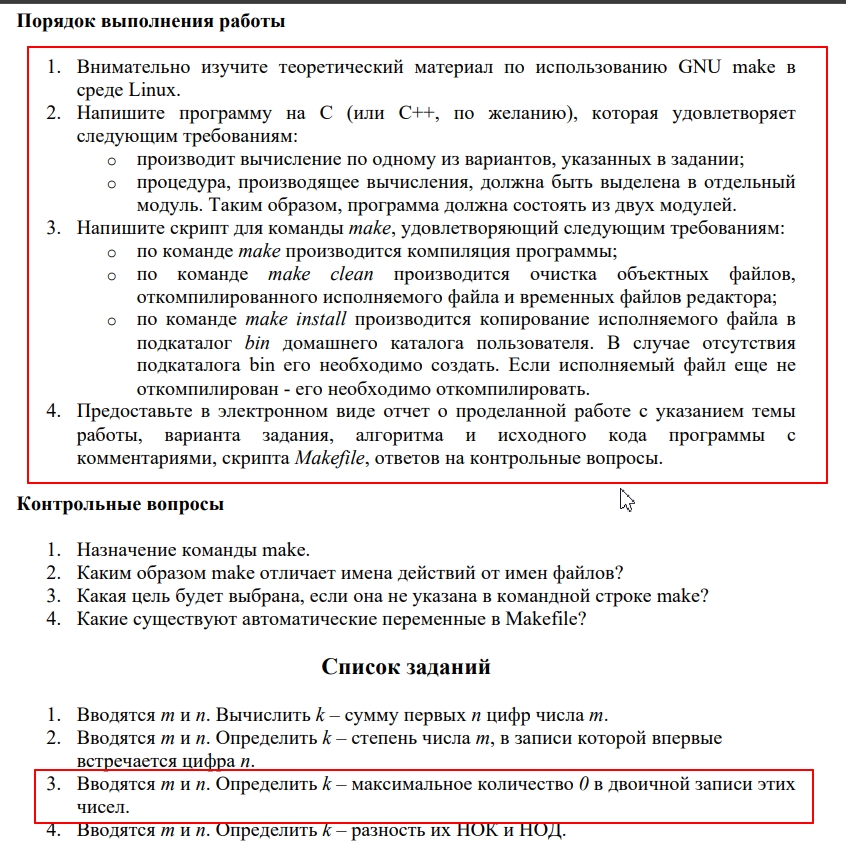 Порядок выполнения работы
1. Внимательно изучите теоретический материал по использованию GNU make в
среде Linux.
2. Напишите программу на C (или C++, по желанию), которая удовлетворяет
следующим требованиям:
o производит вычисление по одному из вариантов, указанных в задании;
o процедура, производящее вычисления, должна быть выделена в отдельный
модуль. Таким образом, программа должна состоять из двух модулей.
3. Напишите скрипт для команды make, удовлетворяющий следующим требованиям:
o по команде make производится компиляция программы;
o по команде make clean производится очистка объектных файлов,
откомпилированного исполняемого файла и временных файлов редактора;
o по команде make install производится копирование исполняемого файла в
подкаталог bin домашнего каталога пользователя. В случае отсутствия
подкаталога bin его необходимо создать. Если исполняемый файл еще не
откомпилирован - его необходимо откомпилировать.
4. Предоставьте в электронном виде отчет о проделанной работе с указанием темы
работы, варианта задания, алгоритма и исходного кода программы с
комментариями, скрипта Makefile, ответов на контрольные вопросы.
Контрольные вопросы
1. Назначение команды make.
2. Каким образом make отличает имена действий от имен файлов?
3. Какая цель будет выбрана, если она не указана в командной строке make?
4. Какие существуют автоматические переменные в Makefile?
Список заданий
1. Вводятся m и n. Вычислить k – сумму первых n цифр числа m.
2. Вводятся m и n. Определить k – степень числа m, в записи которой впервые
встречается цифра n.
3. Вводятся m и n. Определить k – максимальное количество 0 в двоичной записи этих
чисел.
4. Вводятся m и n. Определить k – разность их НОК и НОД.